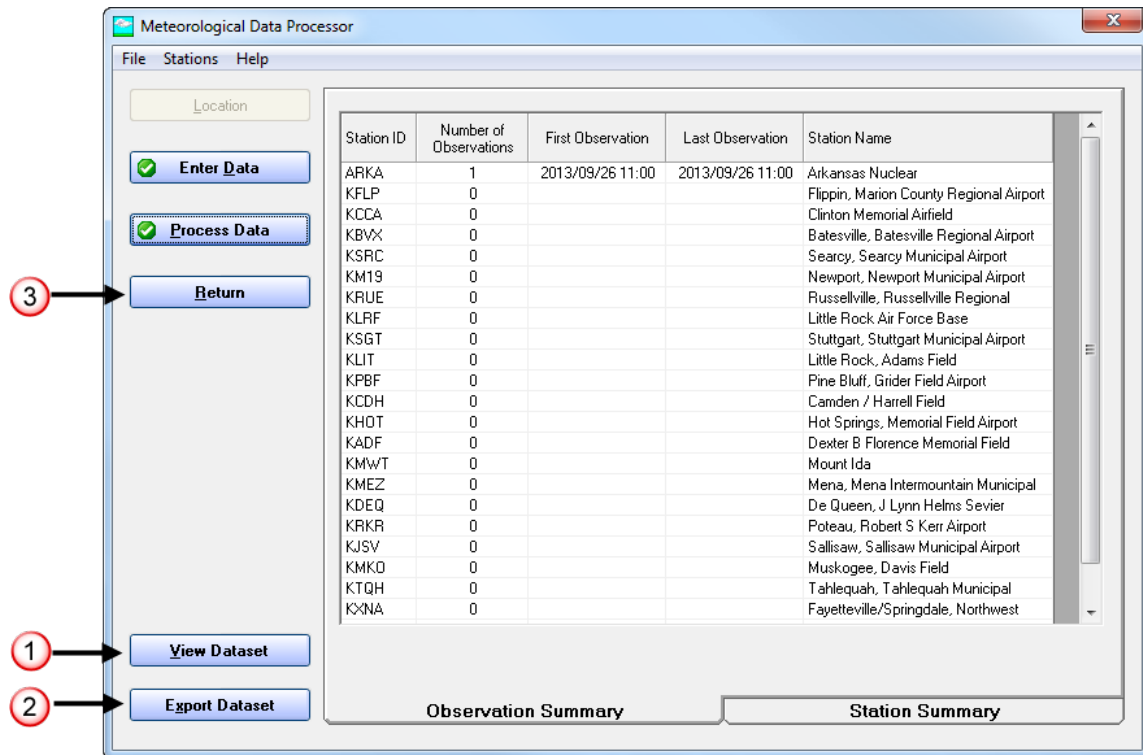 Meteorological Data Processor
File Stations Help
Location
Enter Data
Process Data
3
Return
1
View Dataset
2
Export Dataset
Station ID Number of Observations First Observation Last Observation Station Name
ARKA 1 2013/09/26 11:00 2013/09/26 11:00 Arkansas Nuclear
KFLP 0 Flippin, Marion County Regional Airport
KCCA 0 Clinton Memorial Airfield
KBVX 0 Batesville, Batesville Regional Airport
KSRC 0 Searcy, Searcy Municipal Airport
KM19 0 Newport, Newport Municipal Airport
KRUE 0 Russellville, Russellville Regional
KLRF 0 Little Rock Air Force Base
KSGT 0 Stuttgart, Stuttgart Municipal Airport
KLIT 0 Little Rock, Adams Field
KPBF 0 Pine Bluff, Grider Field Airport
KCDH 0 Camden / Harrell Field
KHOT 0 Hot Springs, Memorial Field Airport
KADF 0 Dexter B Florence Memorial Field
KMWT 0 Mount Ida
KMEZ 0 Mena, Mena Intermountain Municipal
KDEQ 0 De Queen, J Lynn Helms Sevier
KRKR 0 Poteau, Robert S Kerr Airport
KJSV 0 Sallisaw, Sallisaw Municipal Airport
KMKO 0 Muskogee, Davis Field
KTQH 0 Tahlequah, Tahlequah Municipal
KXNA 0 Fayetteville/Springdale, Northwest
Observation Summary
Station Summary